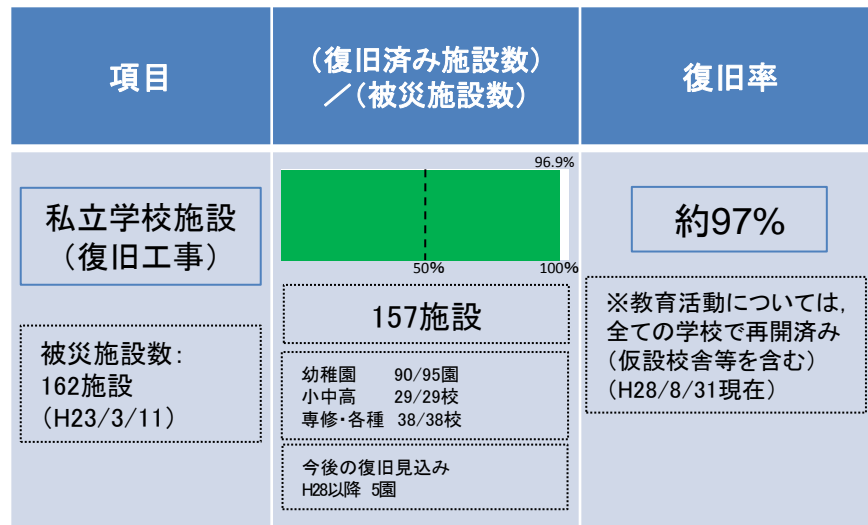 項目
（復旧済み施設数）
／（被災施設数）
復旧率
私立学校施設
（復旧工事）
被災施設数：
162施設
（H23/3/11）
96.9%
50%
100%
157施設
幼稚園 90/95園
小中高 29/29校
専修・各種 38/38校
今後の復旧見込み
H28以降 5園
約97%
※教育活動については，
全ての学校で再開済み
（仮設校舎等を含む）
（H28/8/31現在）